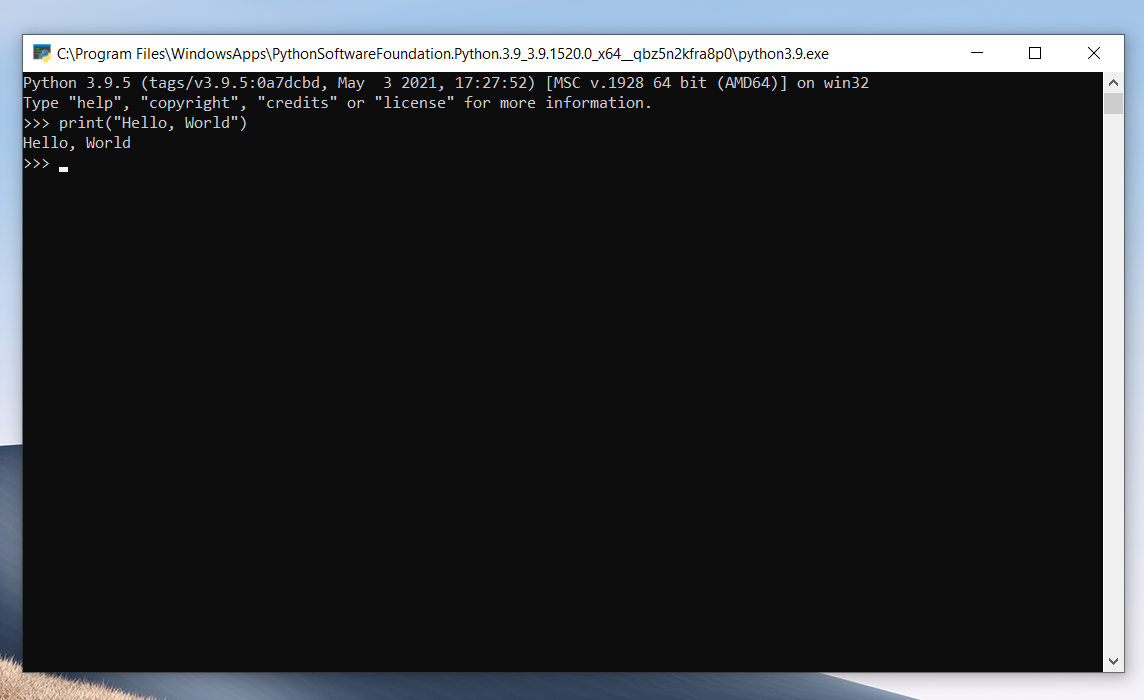 C:\Program Files\WindowsApps\PythonSoftwareFoundation.Python.3.9_3.9.1520.0_x64__qbz5n2kfra8p0\python3.9.exe
Python 3.9.5 (tags/v3.9.5:0a7dcbd, May  3 2021, 17:27:52) [MSC v.1928 64 bit (AMD64)] on win32
Type "help", "copyright", "credits" or "license" for more information.
>>> print("Hello, World")
Hello, World
>>>